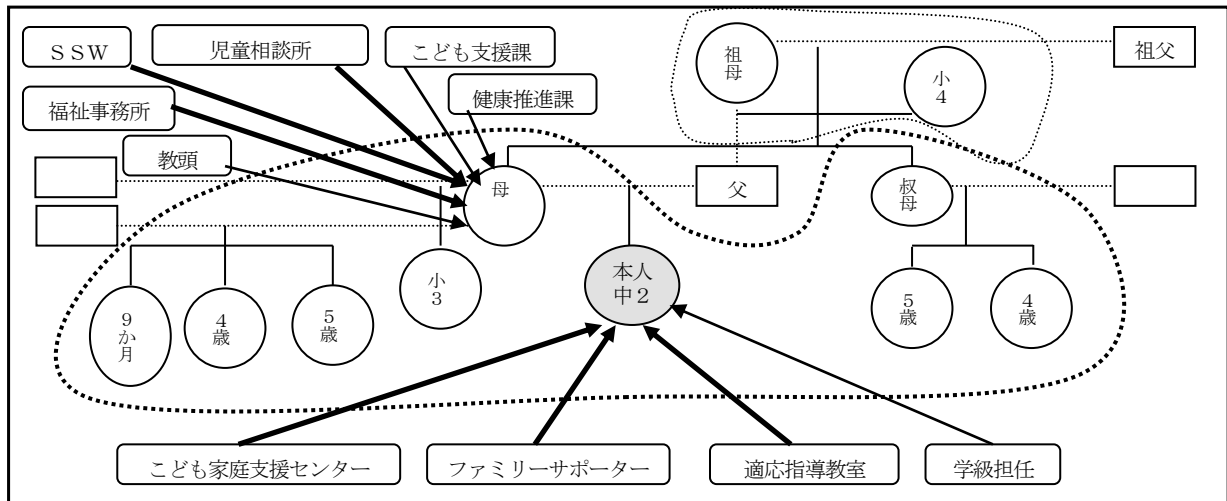 ＳＳＷ
児童相談所
こども支援課
祖母
小４
祖父
福祉事務所
健康推進課
教頭
母
父
叔母
９か月
４歳
５歳
小３
本人
中２
５歳
４歳
こども家庭支援センター
ファミリーサポーター
適応指導教室
学級担任